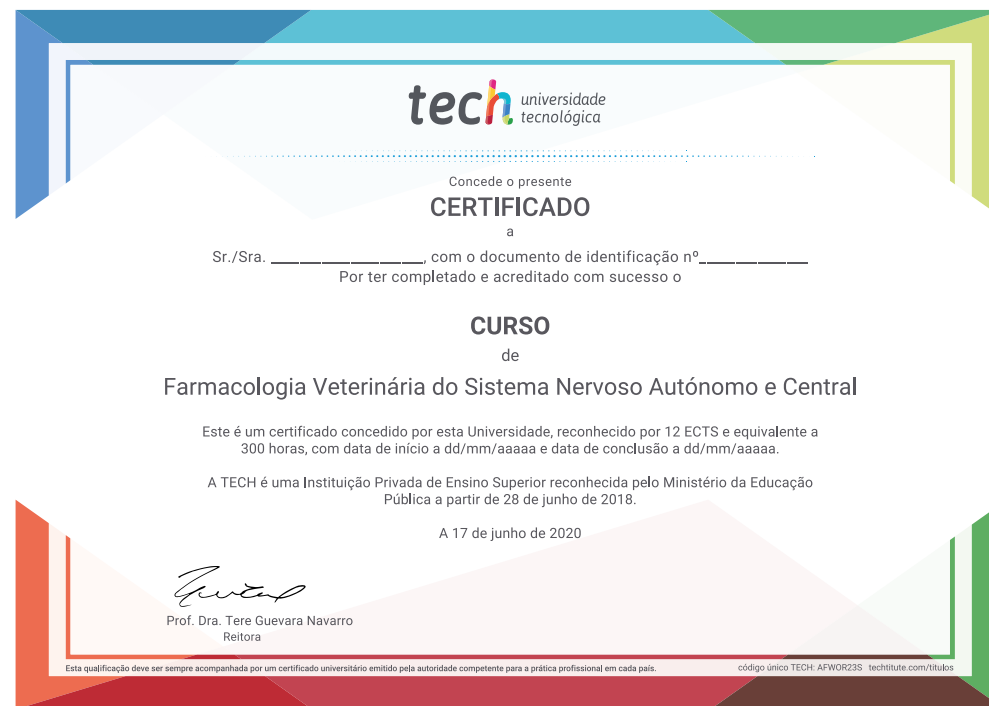 tech universidade
tecnológica
Concede o presente
CERTIFICADO
a
Sr./Sra. ____________________, com o documento de identificação nº______________
Por ter completado e acreditado com sucesso o
CURSO
de
Farmacologia Veterinária do Sistema Nervoso Autónomo e Central
Este é um certificado concedido por esta Universidade, reconhecido por 12 ECTS e equivalente a
300 horas, com data de início a dd/mm/aaaaa e data de conclusão a dd/mm/aaaaa.
A TECH é uma Instituição Privada de Ensino Superior reconhecida pelo Ministério da Educação
Pública a partir de 28 de junho de 2018.
A 17 de junho de 2020
Prof. Dra. Tere Guevara Navarro
Reitora
Esta qualificação deve ser sempre acompanhada por um certificado universitário emitido pela autoridade competente para a prática profissional em cada país.
código único TECH: AFWOR23S techtitute.com/titulos